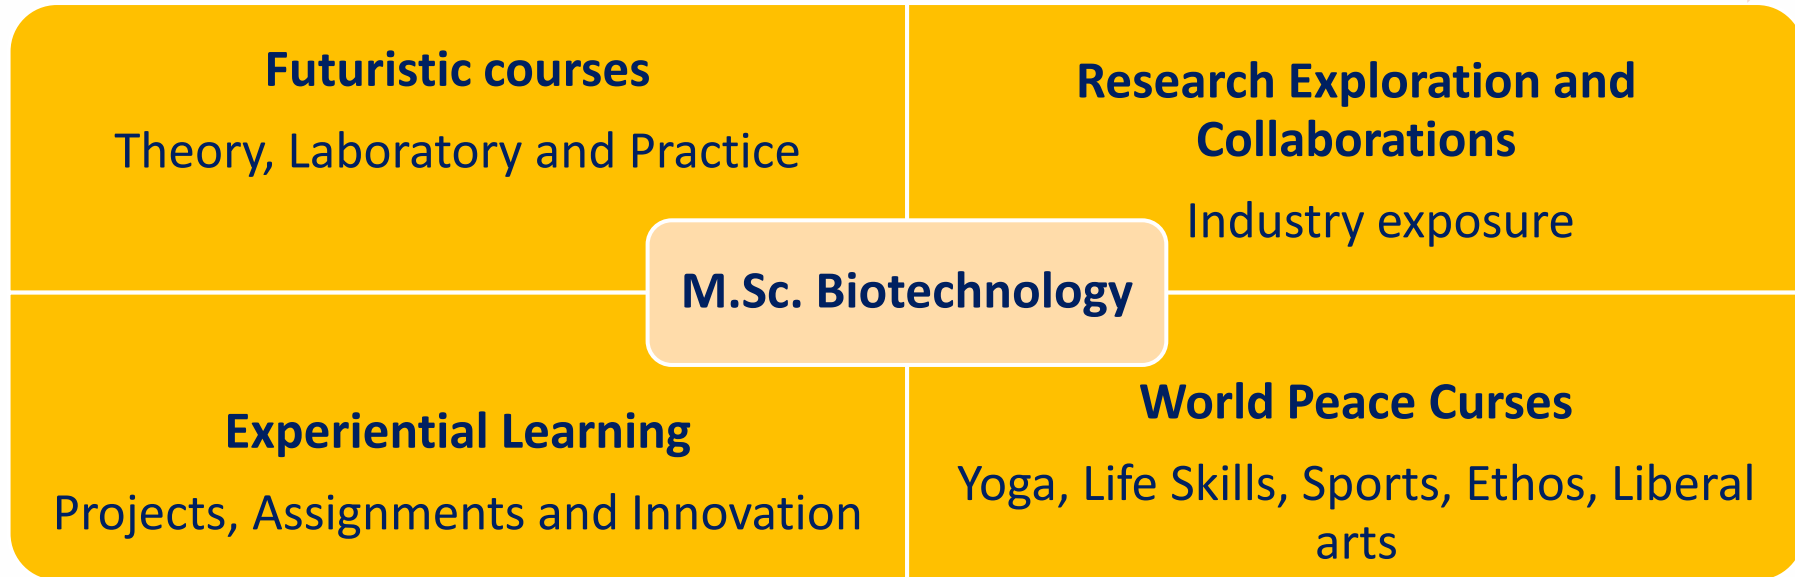 Futuristic courses
Theory, Laboratory and Practice
Research Exploration and
Collaborations
Industry exposure
M.Sc. Biotechnology
Experiential Learning
Projects, Assignments and Innovation
World Peace Curses
Yoga, Life Skills, Sports, Ethos, Liberal
arts